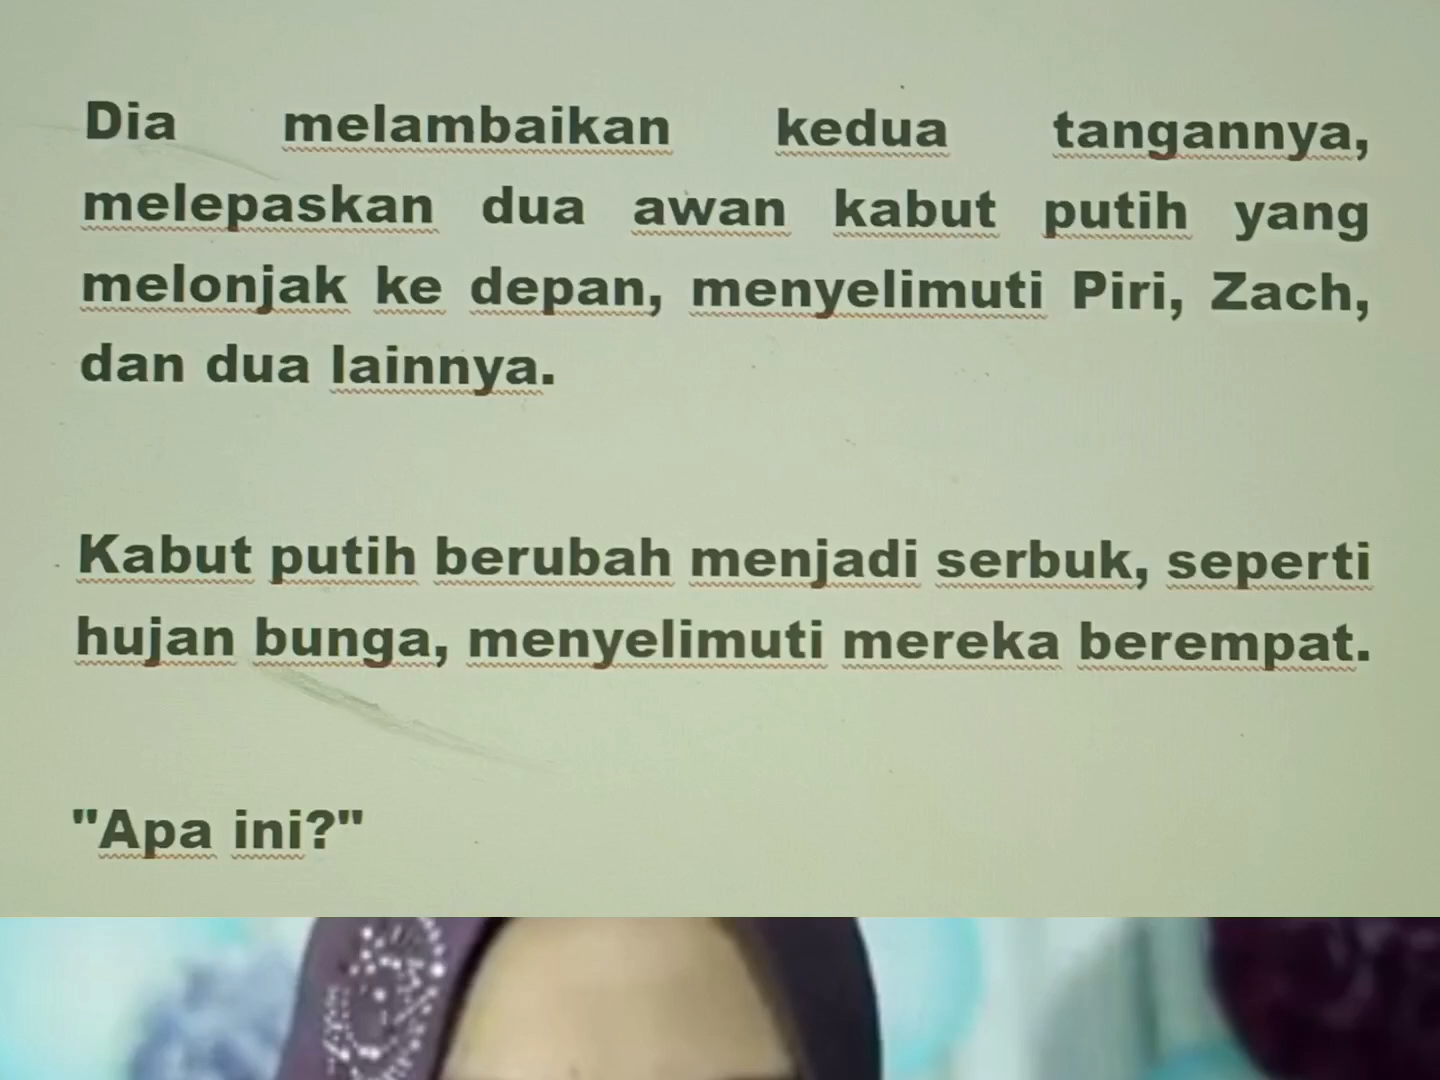 Dia melambaikan kedua tangannya,
melepaskan dua awan kabut putih yang
melonjak ke depan, menyelimuti Piri, Zach,
dan dua lainnya.
Kabut putih berubah menjadi serbuk, seperti
hujan bunga, menyelimuti mereka berempat.
"Apa ini?"